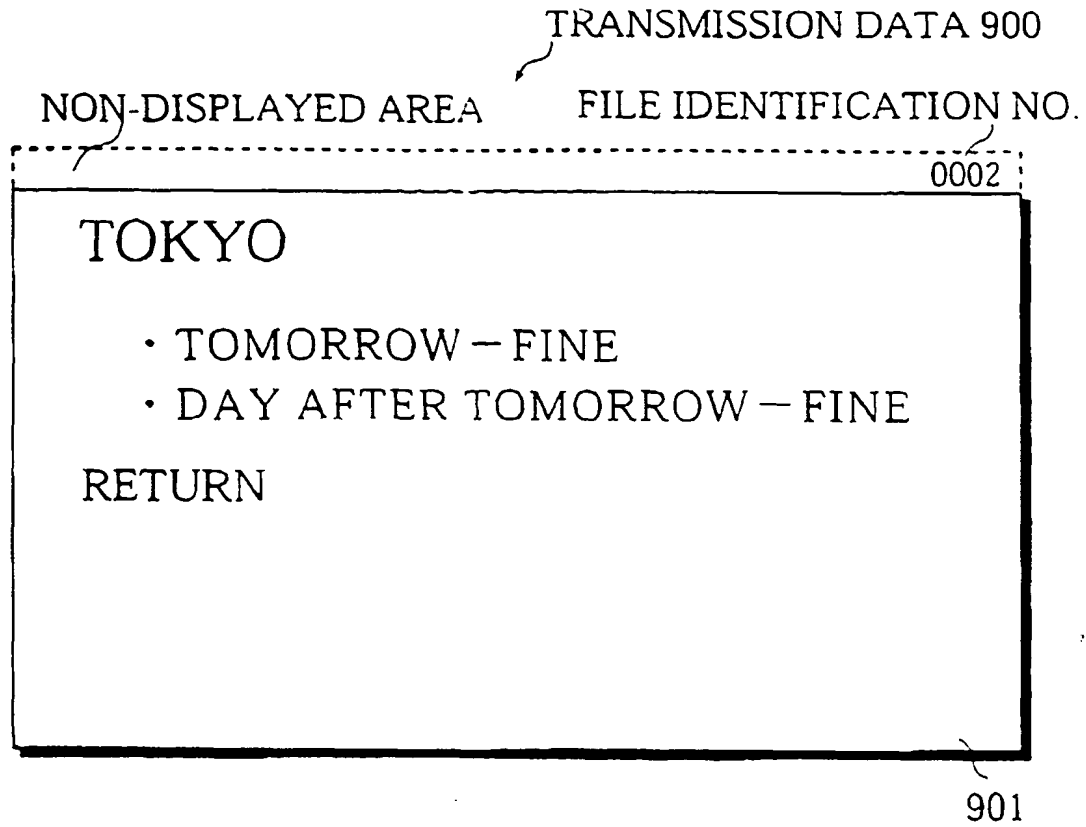 TRANSMISSION DATA 900
NON-DISPLAYED AREA
FILE IDENTIFICATION NO.
0002
TOKYO
· TOMORROW — FINE
· DAY AFTER TOMORROW — FINE
RETURN
901